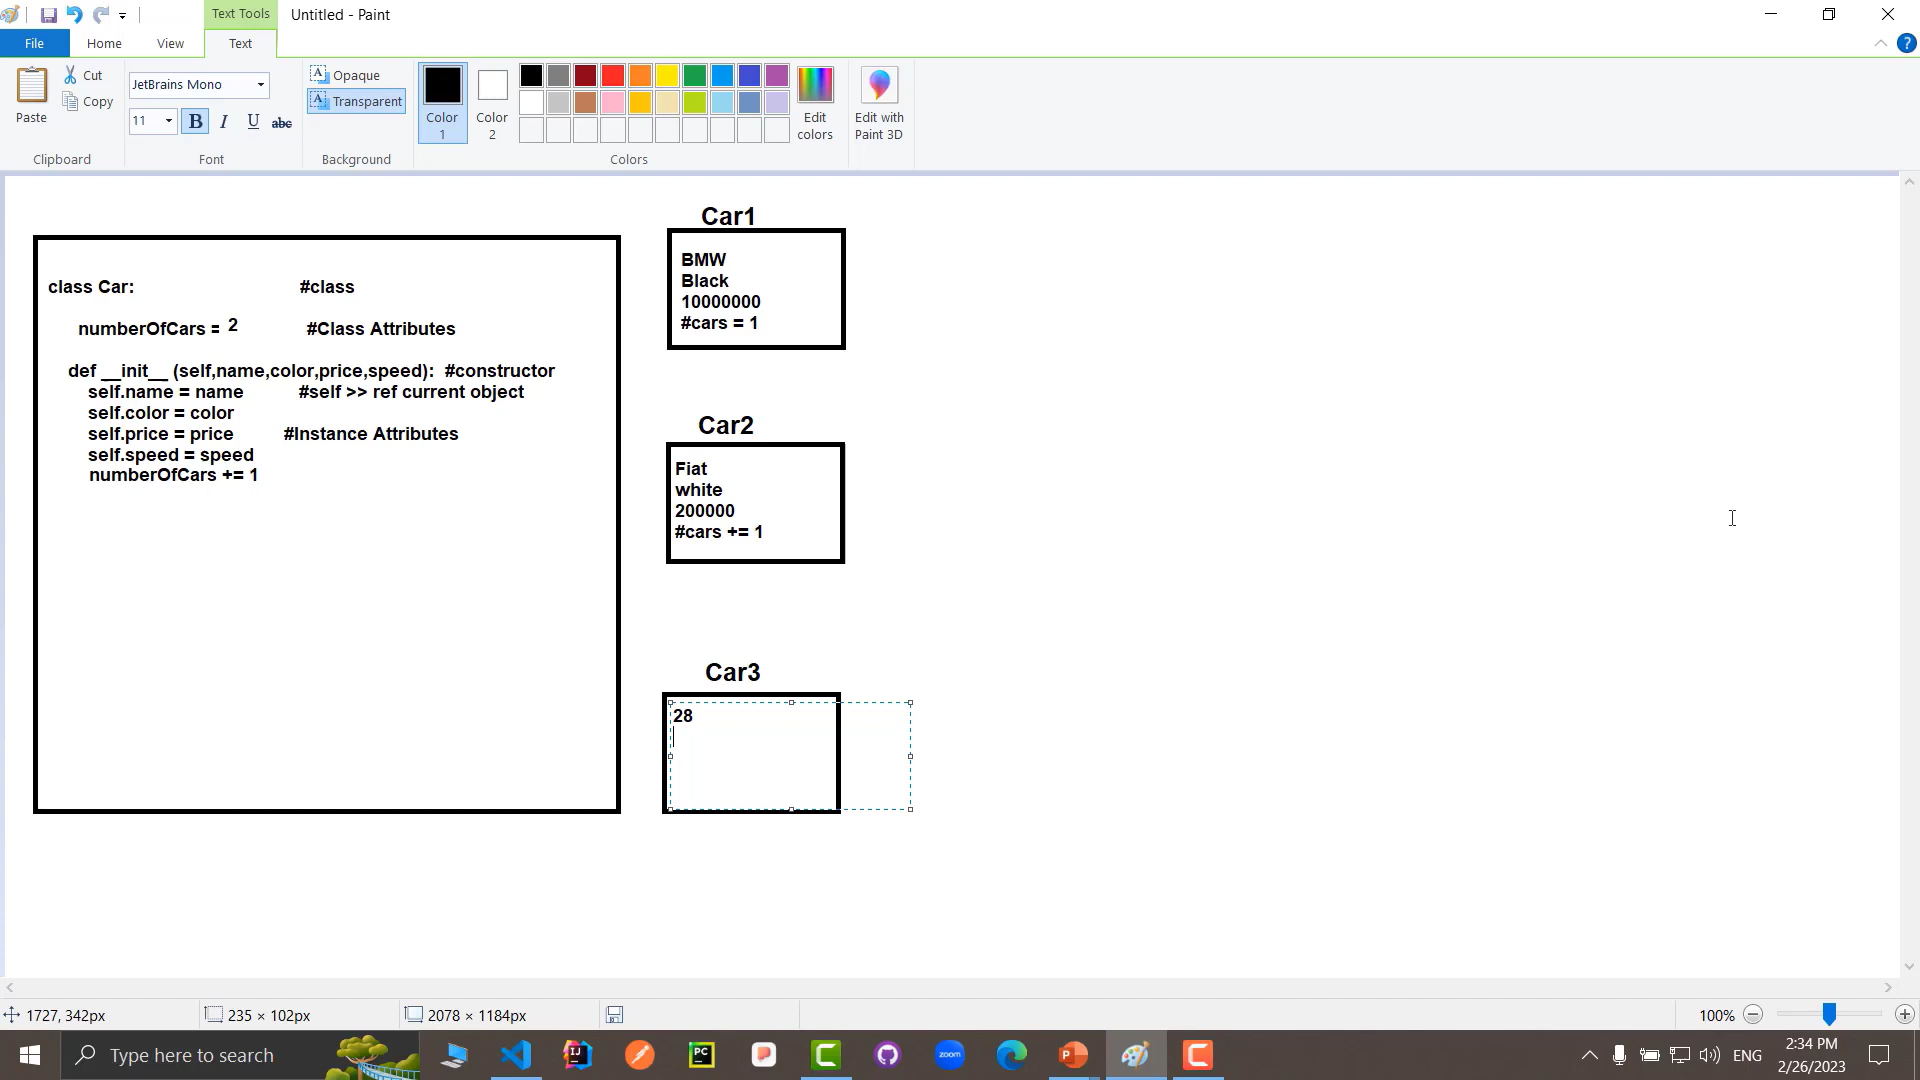 Text Tools
Untitled - Paint
File
Home
View
Text
Paste
Cut
Copy
Clipboard
JetBrains Mono
11
B
I
U
abc
Font
Opaque
Transparent
Background
Color 1
Color 2
Edit colors
Colors
Edit with Paint 3D
class Car: #class
numberOfCars = 2 #Class Attributes
def __init__ (self,name,color,price,speed): #constructor
self.name = name #self >> ref current object
self.color = color
self.price = price #Instance Attributes
self.speed = speed
numberOfCars += 1
Car1
BMW
Black
10000000
#cars = 1
Car2
Fiat
white
200000
#cars += 1
Car3
28
1727, 342px
235 × 102px
2078 × 1184px
100%
Type here to search
zoom
ENG
2:34 PM
2/26/2023